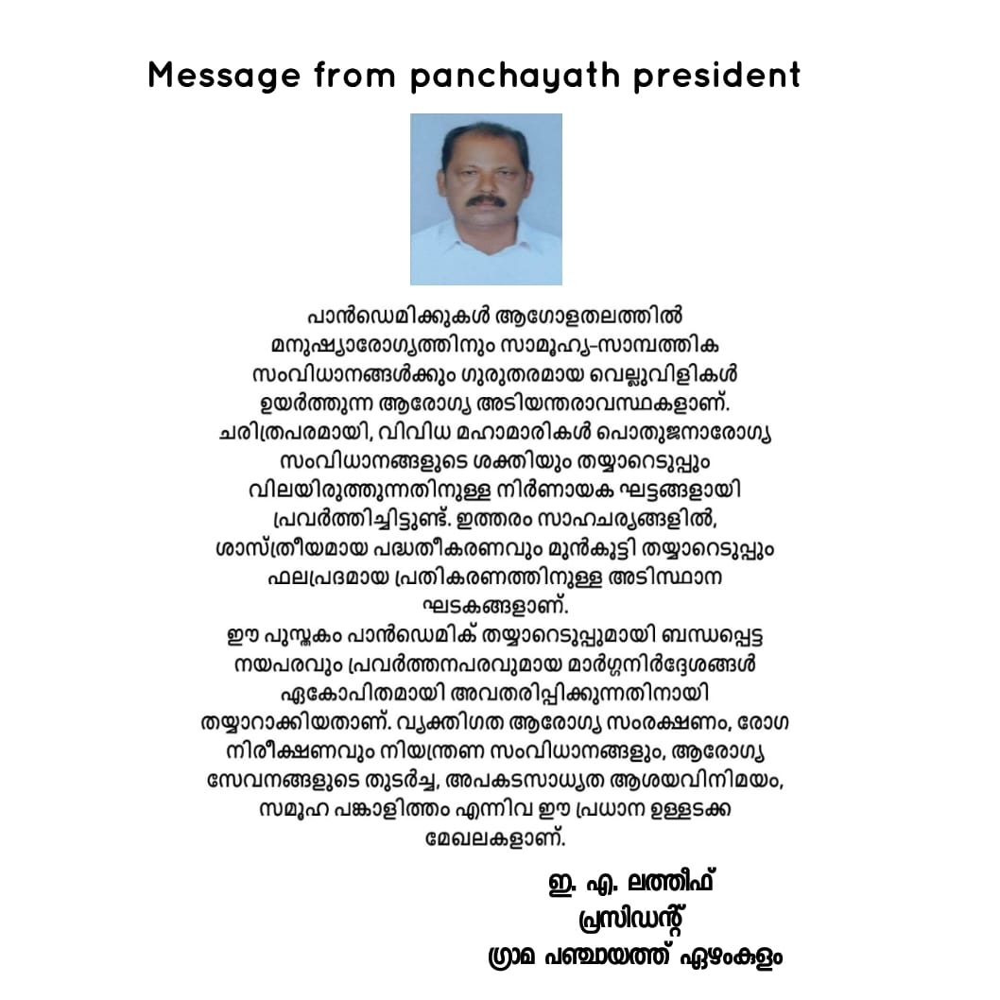 Message from panchayath president
പാൻഡെമിക്കുകൾ ആഗോളതലത്തിൽ
മനുഷ്യാരോഗ്യത്തിനും സാമൂഹ്യ-സാമ്പത്തിക
സംവിധാനങ്ങൾക്കും ഗുരുതരമായ വെല്ലുവിളികൾ
ഉയർത്തുന്ന ആരോഗ്യ അടിയന്തരാവസ്ഥകളാണ്.
ചരിത്രപരമായി, വിവിധ മഹാമാരികൾ പൊതുജനാരോഗ്യ
സംവിധാനങ്ങളുടെ ശക്തിയും തയ്യാറെടുപ്പും
വിലയിരുത്തുന്നതിനുള്ള നിർണായക ഘട്ടങ്ങളായി
പ്രവർത്തിച്ചിട്ടുണ്ട്. ഇത്തരം സാഹചര്യങ്ങളിൽ,
ശാസ്ത്രീയമായ പദ്ധതീകരണവും മുൻകൂട്ടി തയ്യാറെടുപ്പും
ഫലപ്രദമായ പ്രതികരണത്തിനുള്ള അടിസ്ഥാന
ഘടകങ്ങളാണ്.
ഈ പുസ്തകം പാൻഡെമിക് തയ്യാറെടുപ്പുമായി ബന്ധപ്പെട്ട
നയപരവും പ്രവർത്തനപരവുമായ മാർഗ്ഗനിർദ്ദേശങ്ങൾ
ഏകോപിതമായി അവതരിപ്പിക്കുന്നതിനായി
തയ്യാറാക്കിയതാണ്. വ്യക്തിഗത ആരോഗ്യ സംരക്ഷണം, രോഗ
നിരീക്ഷണവും നിയന്ത്രണ സംവിധാനങ്ങളും, ആരോഗ്യ
സേവനങ്ങളുടെ തുടർച്ച, അപകടസാധ്യത ആശയവിനിമയം,
സമൂഹ പങ്കാളിത്തം എന്നിവ ഈ പ്രധാന ഉള്ളടക്ക
മേഖലകളാണ്.
ഇ. എ. ലത്തീഫ്
പ്രസിഡന്റ്
ഗ്രാമ പഞ്ചായത്ത് ഏഴംകുളം